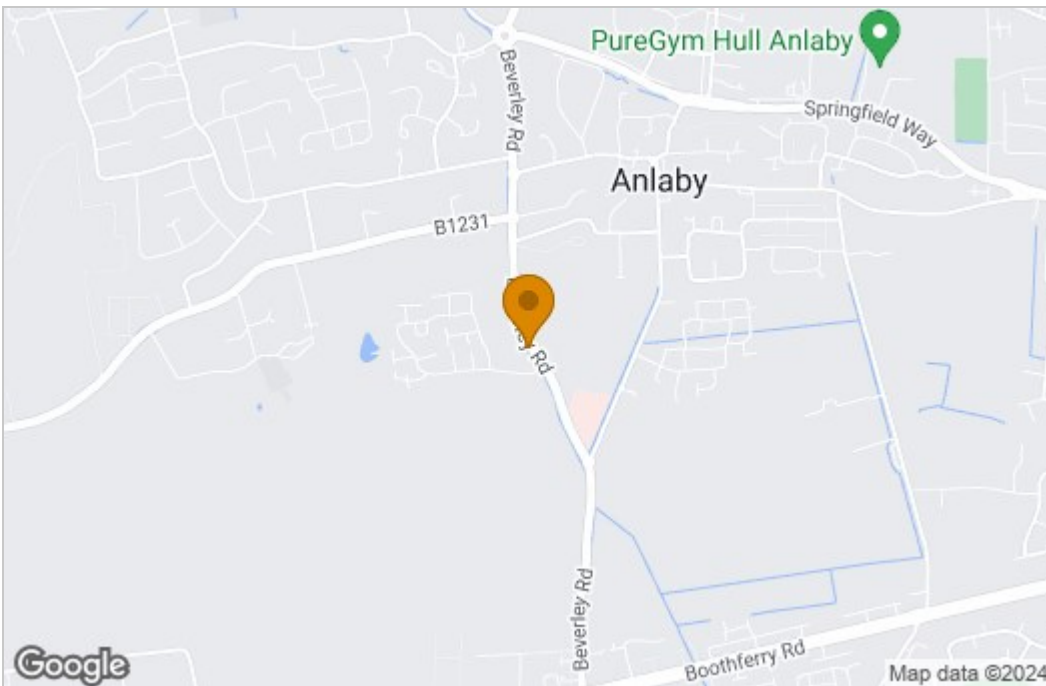 PureGym Hull Anlaby
Beverley Rd
Springfield Way
Anlaby
B1231
Rd
Beverley Rd
Boothferry Rd
Google
Map data ©2024